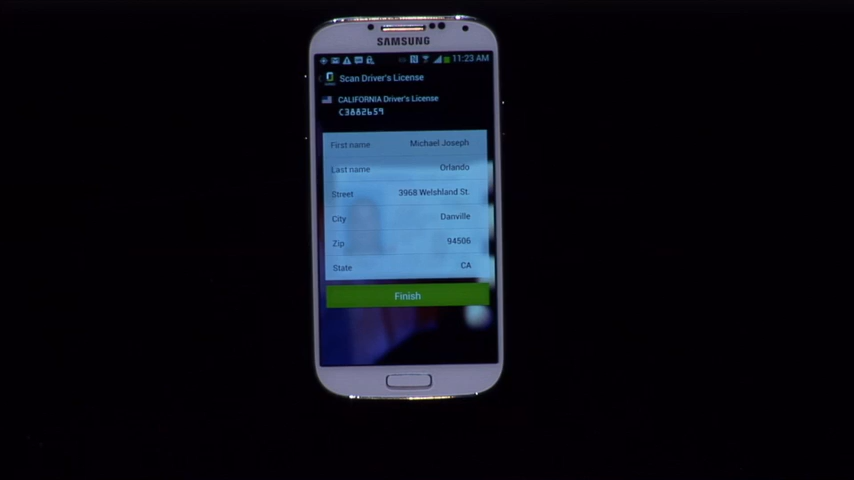 SAMSUNG
11:23 AM
Scan Driver's License
CALIFORNIA Driver's License
C3882659
First name Michael Joseph
Last name Orlando
Street 3968 Welshland St.
City Danville
Zip 94506
State CA
Finish